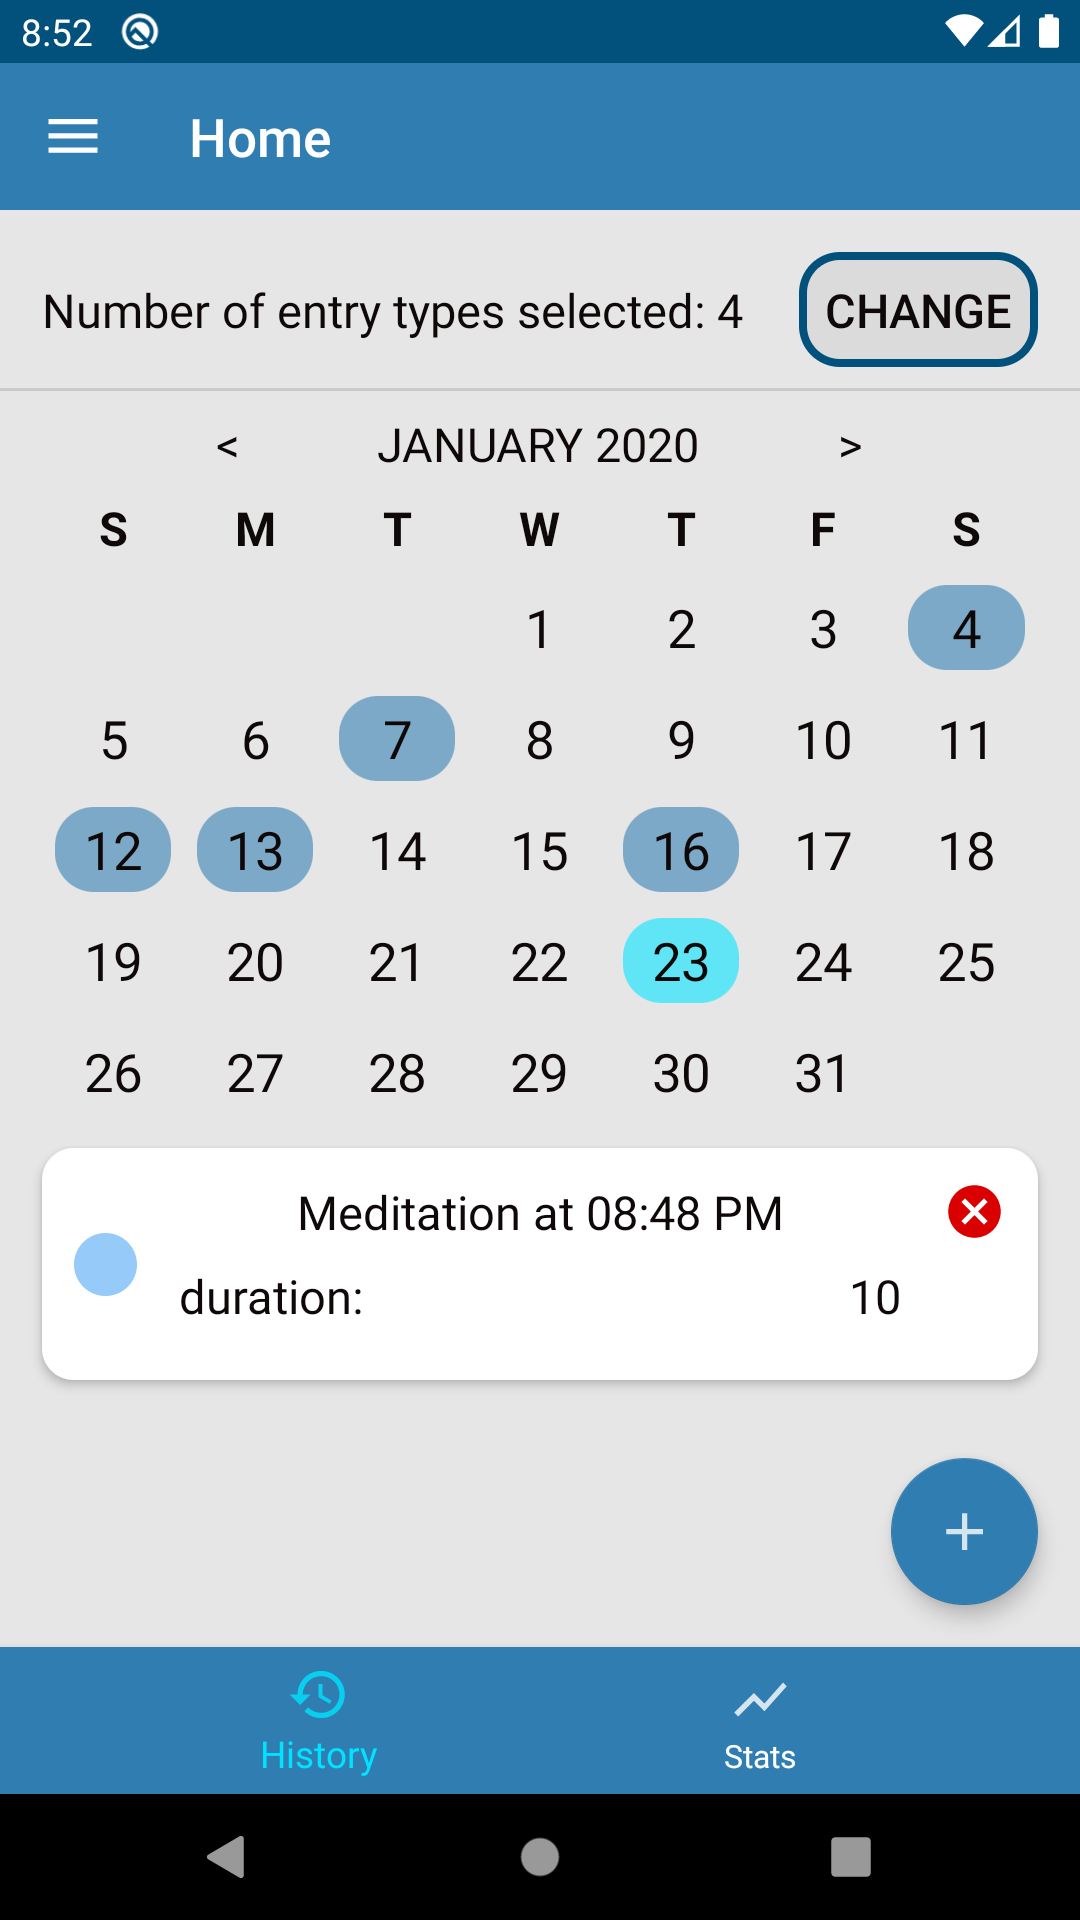 8:52
Home
Number of entry types selected: 4 CHANGE
< JANUARY 2020 >
S M T W T F S
1 2 3 4
5 6 7 8 9 10 11
12 13 14 15 16 17 18
19 20 21 22 23 24 25
26 27 28 29 30 31
Meditation at 08:48 PM
duration: 10
+
History Stats